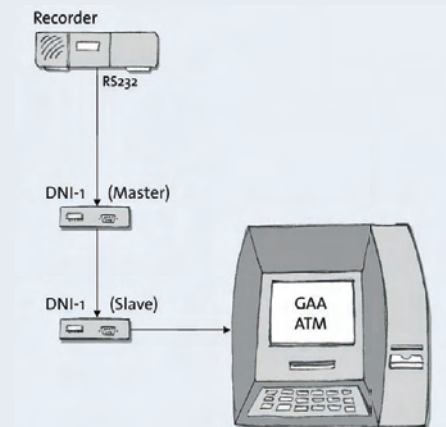 Recorder
RS232
DNI-1 (Master)
DNI-1 (Slave)
GAA
ATM